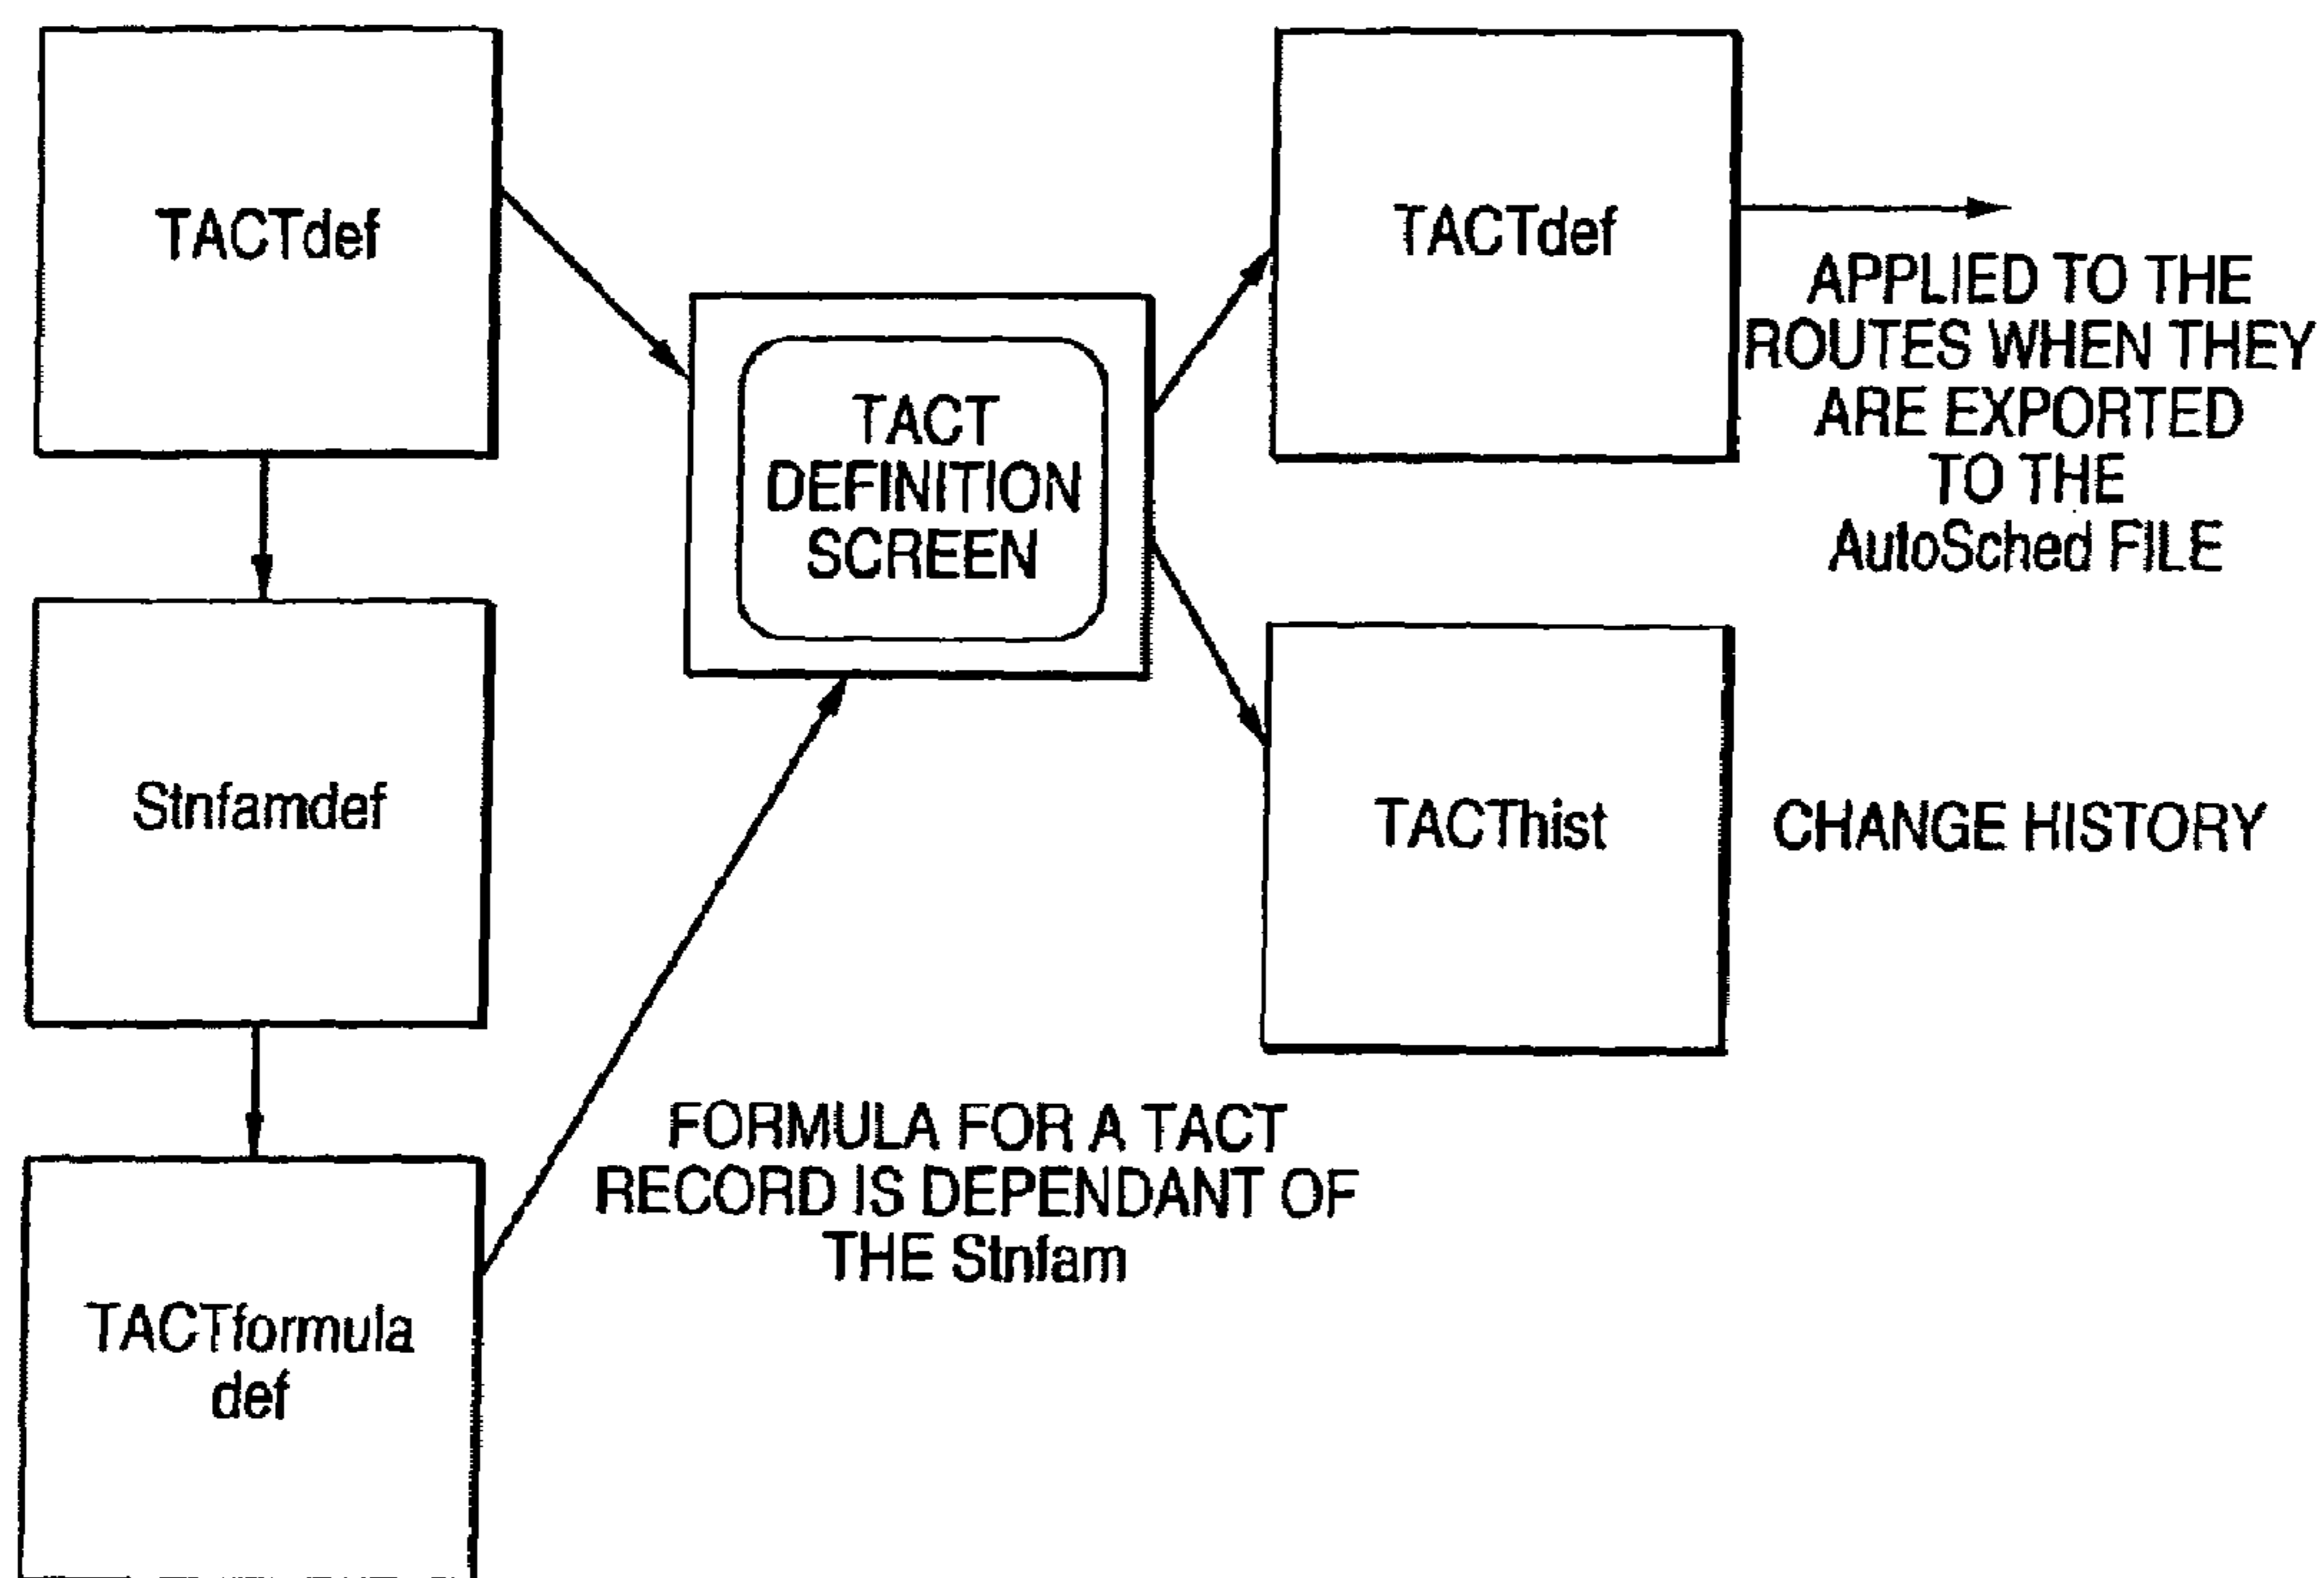 TACTdef
TACT
DEFINITION
SCREEN
TACTdef
APPLIED TO THE
ROUTES WHEN THEY
ARE EXPORTED
TO THE
AutoSched FILE
Stnfamdef
TACThist
CHANGE HISTORY
FORMULA FOR A TACT
RECORD IS DEPENDANT OF
THE Stnfam
TACTformula
def